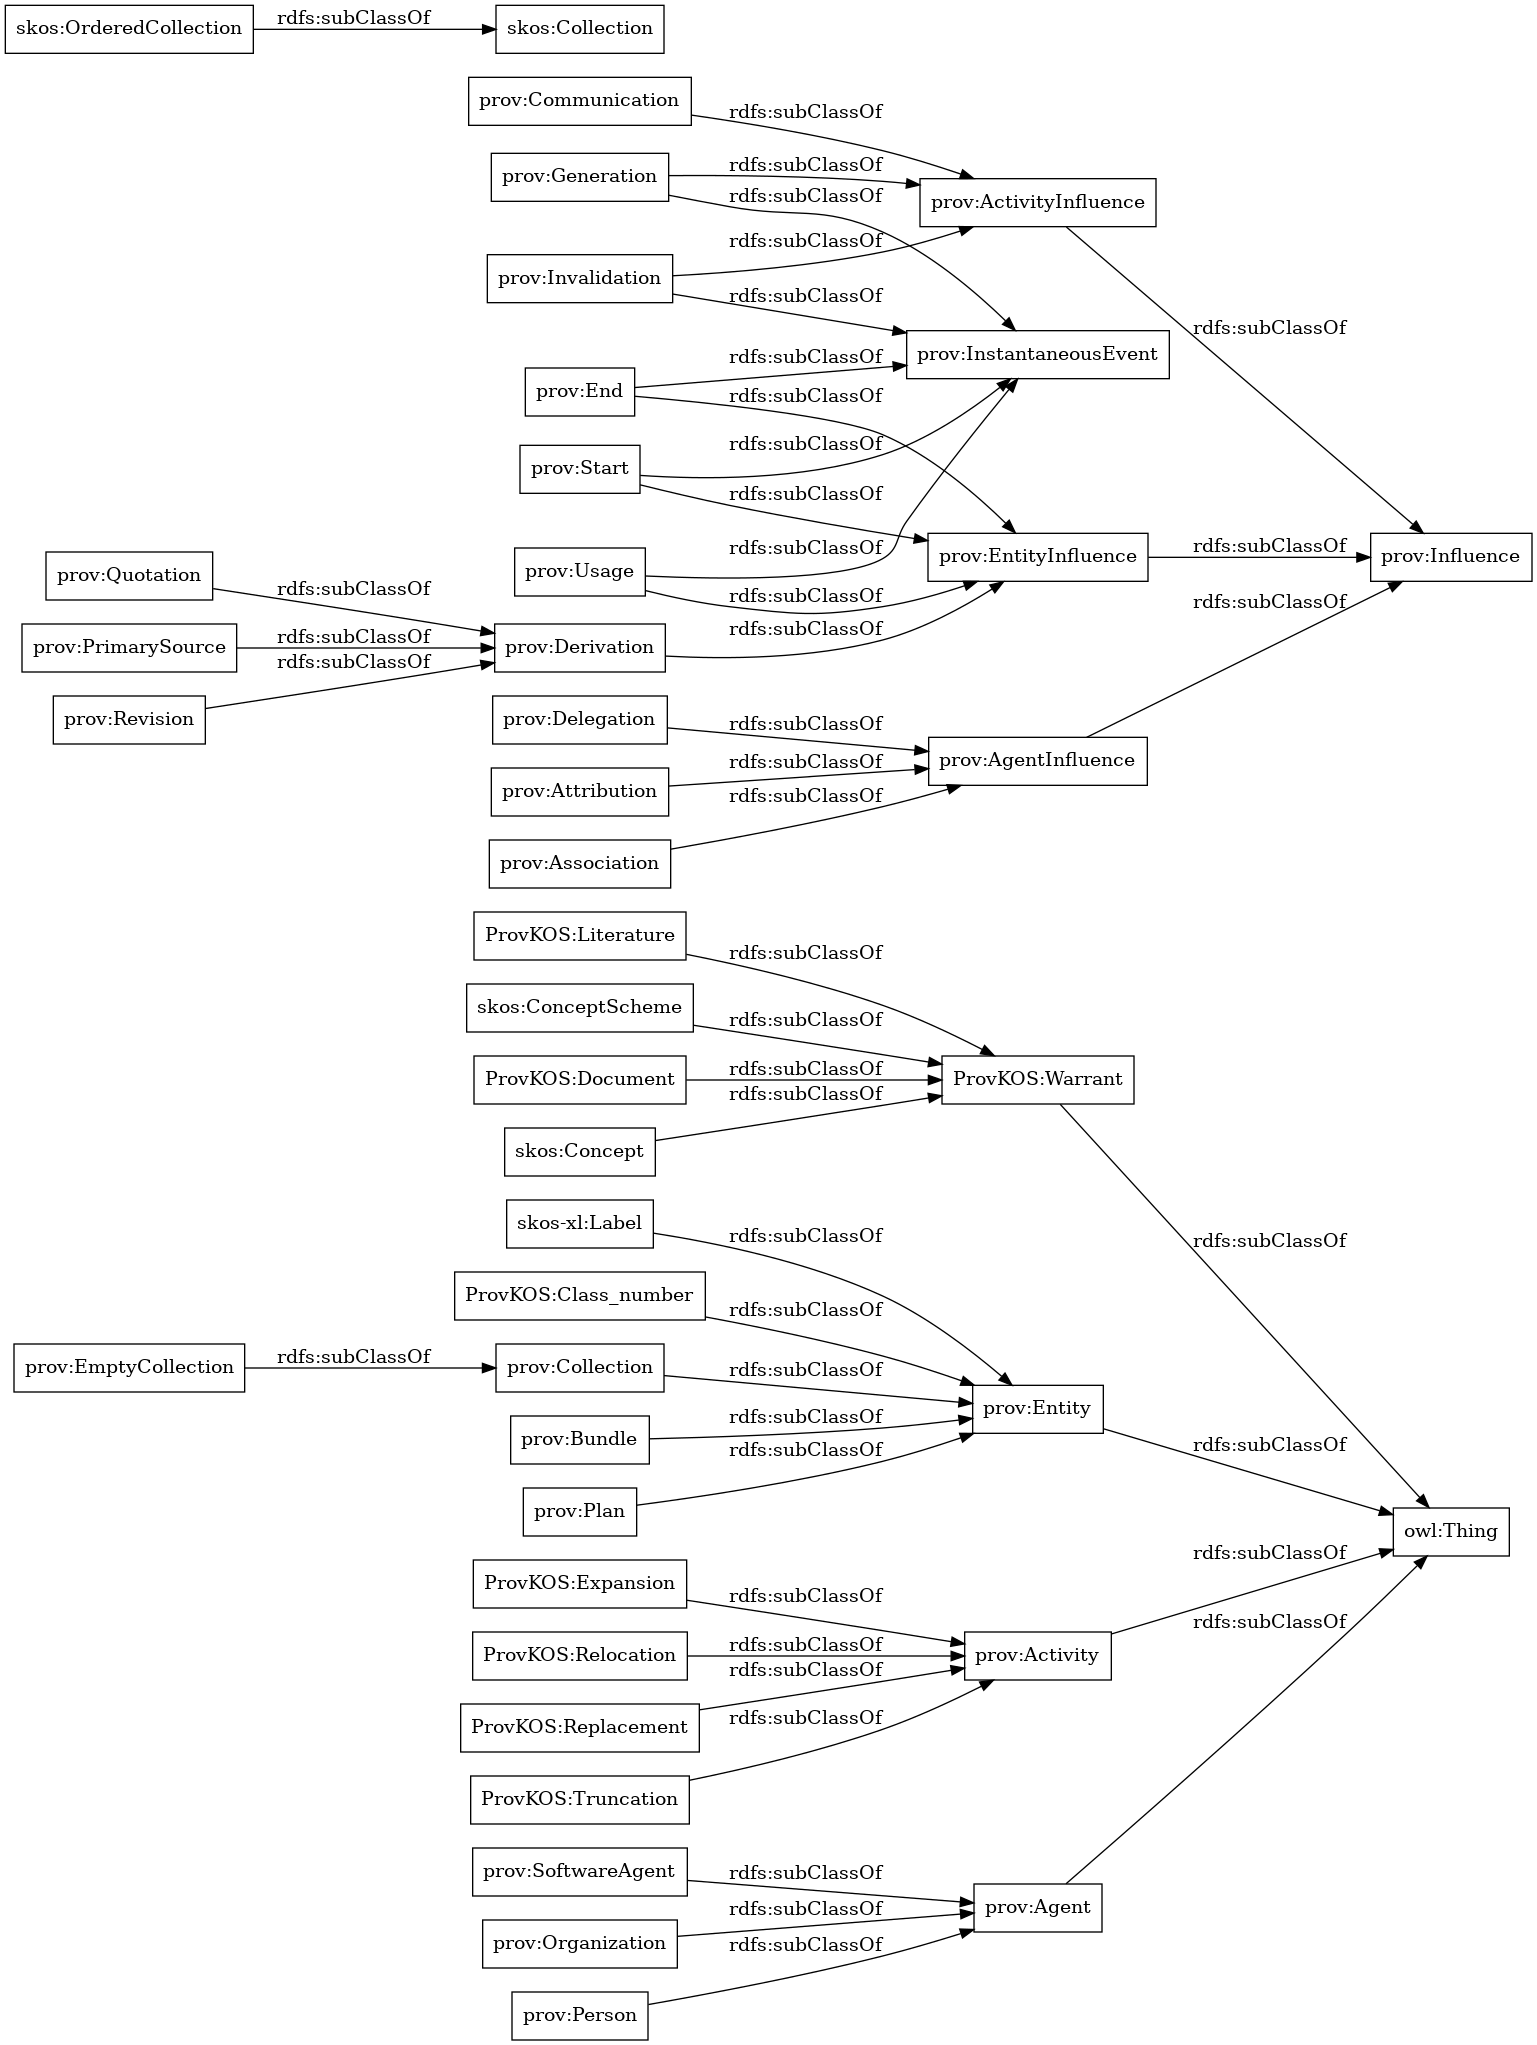 skos:OrderedCollection
rdfs:subClassOf
skos:Collection
prov:Communication
rdfs:subClassOf
prov:Generation
rdfs:subClassOf
rdfs:subClassOf
prov:ActivityInfluence
rdfs:subClassOf
prov:Invalidation
rdfs:subClassOf
rdfs:subClassOf
prov:InstantaneousEvent
rdfs:subClassOf
prov:End
rdfs:subClassOf
rdfs:subClassOf
prov:Start
rdfs:subClassOf
rdfs:subClassOf
prov:Usage
rdfs:subClassOf
prov:EntityInfluence
rdfs:subClassOf
prov:Influence
prov:Quotation
rdfs:subClassOf
rdfs:subClassOf
rdfs:subClassOf
prov:PrimarySource
rdfs:subClassOf
prov:Derivation
rdfs:subClassOf
rdfs:subClassOf
prov:Revision
prov:Delegation
rdfs:subClassOf
prov:AgentInfluence
prov:Attribution
rdfs:subClassOf
rdfs:subClassOf
prov:Association
ProvKOS:Literature
rdfs:subClassOf
skos:ConceptScheme
rdfs:subClassOf
ProvKOS:Document
rdfs:subClassOf
ProvKOS:Warrant
rdfs:subClassOf
skos:Concept
skos-xl:Label
rdfs:subClassOf
rdfs:subClassOf
ProvKOS:Class_number
rdfs:subClassOf
prov:EmptyCollection
rdfs:subClassOf
prov:Collection
rdfs:subClassOf
prov:Entity
prov:Bundle
rdfs:subClassOf
rdfs:subClassOf
rdfs:subClassOf
prov:Plan
owl:Thing
ProvKOS:Expansion
rdfs:subClassOf
rdfs:subClassOf
ProvKOS:Relocation
rdfs:subClassOf
prov:Activity
rdfs:subClassOf
rdfs:subClassOf
ProvKOS:Replacement
rdfs:subClassOf
ProvKOS:Truncation
prov:SoftwareAgent
rdfs:subClassOf
rdfs:subClassOf
prov:Agent
prov:Organization
rdfs:subClassOf
prov:Person